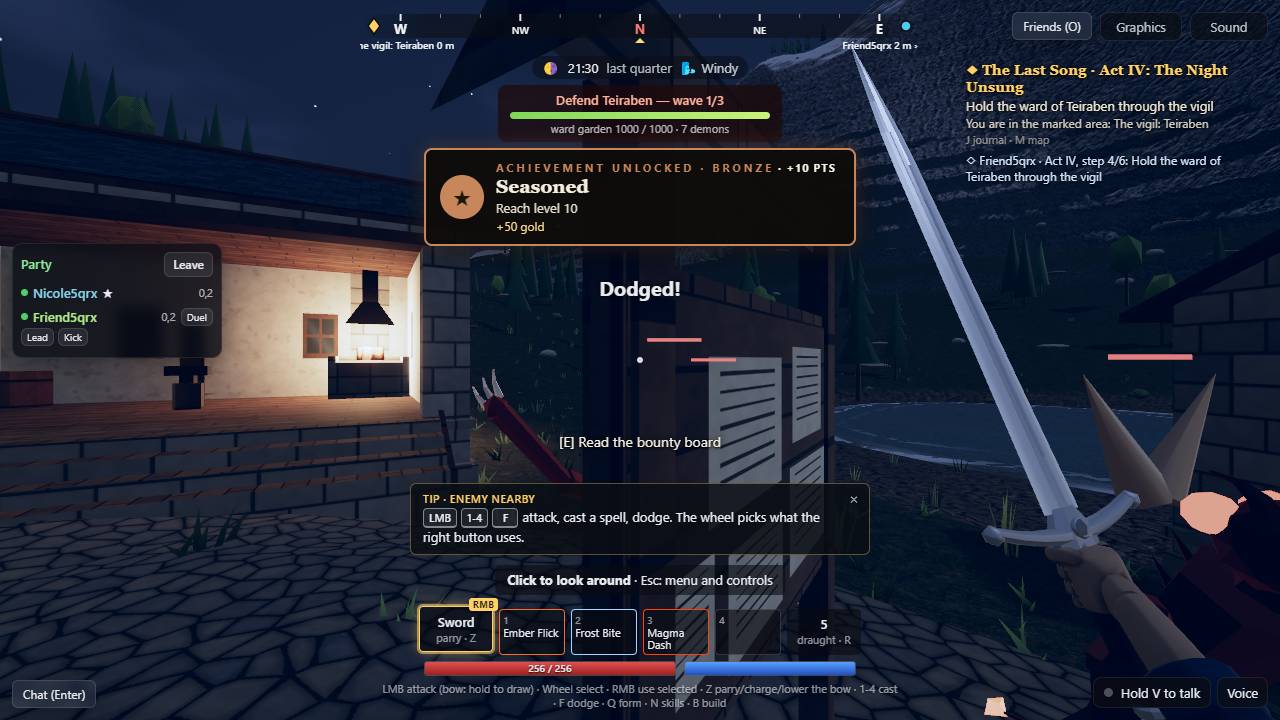 W
NW
N
NE
E
ıe vigil: Teiraben 0 m
Friend5qrx 2 m ›
Friends (O)
Graphics
Sound
21:30 last quarter Windy
Defend Teiraben — wave 1/3
ward garden 1000 / 1000 · 7 demons
The Last Song · Act IV: The Night
Unsung
Hold the ward of Teiraben through the vigil
You are in the marked area: The vigil: Teiraben
J journal · M map
Friend5qrx · Act IV, step 4/6: Hold the ward of
Teiraben through the vigil
ACHIEVEMENT UNLOCKED · BRONZE · +10 PTS
Seasoned
Reach level 10
+50 gold
Party
Leave
Nicole5qrx ★ 0,2
Friend5qrx 0,2 Duel
Lead Kick
Dodged!
[E] Read the bounty board
TIP · ENEMY NEARBY
LMB 1-4 F attack, cast a spell, dodge. The wheel picks what the
right button uses.
Click to look around · Esc: menu and controls
RMB
Sword
parry · Z
1
Ember Flick
2
Frost Bite
3
Magma
Dash
4
5
draught · R
256 / 256
LMB attack (bow: hold to draw) · Wheel select · RMB use selected · Z parry/charge/lower the bow · 1-4 cast
· F dodge · Q form · N skills · B build
Chat (Enter)
Hold V to talk
Voice